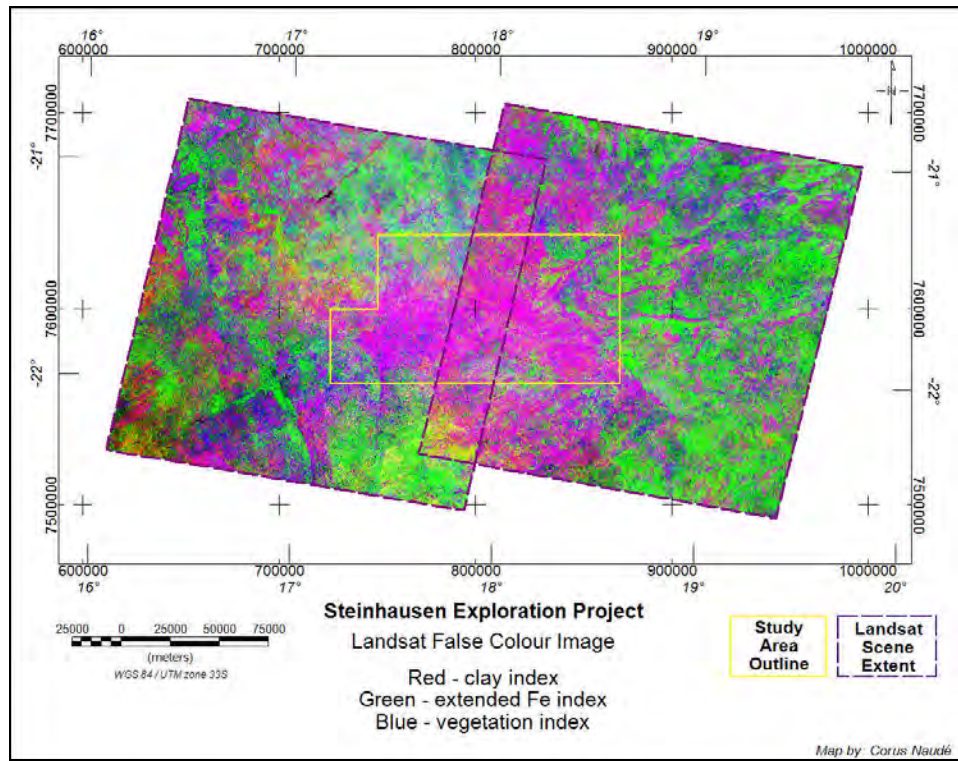 16° 17° 18° 19°
600000 700000 800000 900000 1000000
N
7700000 7700000
-21° -21°
7600000 7600000
-22° -22°
7500000 7500000
600000 700000 800000 900000 1000000
16° 17° 18° 19° 20°
Steinhausen Exploration Project
Landsat False Colour Image
Red - clay index
Green - extended Fe index
Blue - vegetation index
25000 0 25000 50000 75000
(meters)
WGS 84 / UTM zone 33S
Study
Area
Outline
Landsat
Scene
Extent
Map by: Corus Naudé